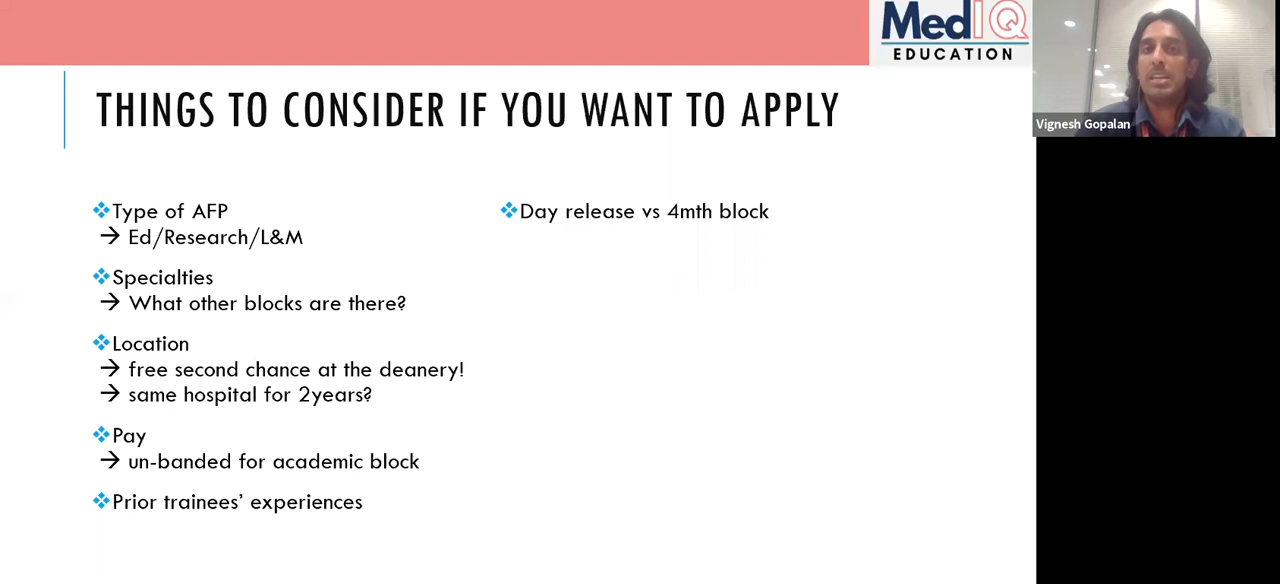 MedIQ
EDUCATION
Vignesh Gopalan
THINGS TO CONSIDER IF YOU WANT TO APPLY
Type of AFP
→ Ed/Research/L&M
Specialties
→ What other blocks are there?
Location
→ free second chance at the deanery!
→ same hospital for 2years?
Pay
→ un-banded for academic block
Prior trainees’ experiences
Day release vs 4mth block